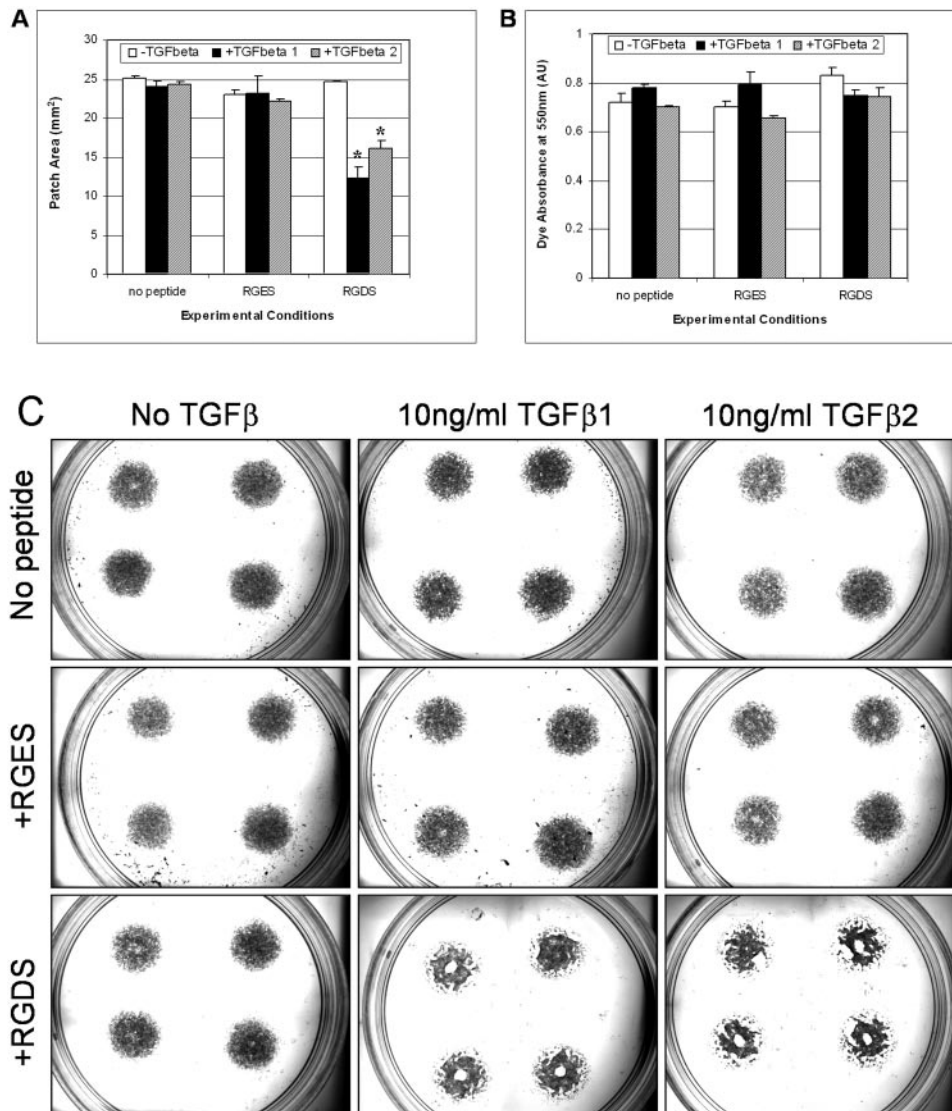 A
-TGFbeta +TGFbeta 1 +TGFbeta 2
30
25
20
15
10
5
0
Patch Area (mm²)
* *
no peptide RGES RGDS
Experimental Conditions
B
-TGFbeta +TGFbeta 1 +TGFbeta 2
1
0.8
0.6
0.4
0.2
0
Dye Absorbance at 550nm (AU)
no peptide RGES RGDS
Experimental Conditions
C
No TGFβ 10ng/ml TGFβ1 10ng/ml TGFβ2
No peptide
+RGES
+RGDS